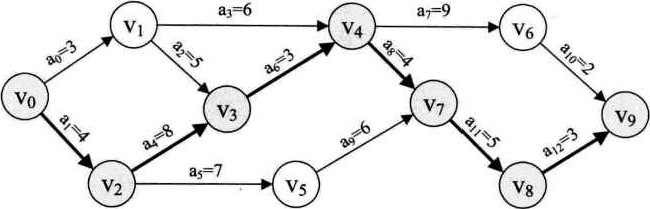 v₁
a₃=6
v₄
a₇=9
v₆
a₀=3
a₂=5
a₆=3
a₈=4
a₁₀=2
v₀
v₃
v₇
v₉
a₁=4
a₄=8
a₉=6
a₁₁=5
a₁₂=3
v₂
a₅=7
v₅
v₈